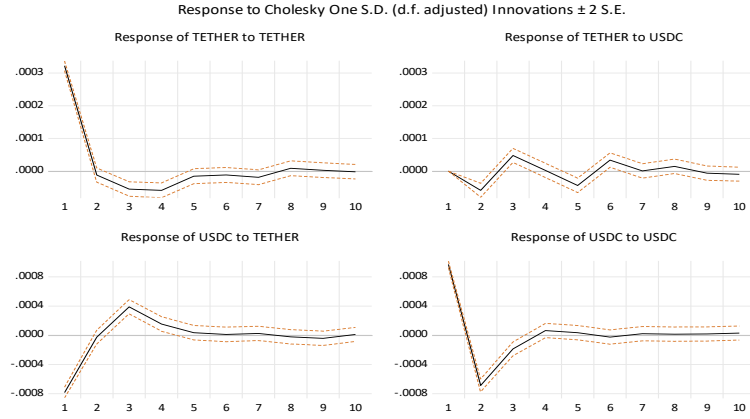 Response to Cholesky One S.D. (d.f. adjusted) Innovations ± 2 S.E.
Response of TETHER to TETHER
.0003
.0002
.0001
.0000
1 2 3 4 5 6 7 8 9 10
Response of TETHER to USDC
.0003
.0002
.0001
.0000
1 2 3 4 5 6 7 8 9 10
Response of USDC to TETHER
.0008
.0004
.0000
-.0004
-.0008
1 2 3 4 5 6 7 8 9 10
Response of USDC to USDC
.0008
.0004
.0000
-.0004
-.0008
1 2 3 4 5 6 7 8 9 10